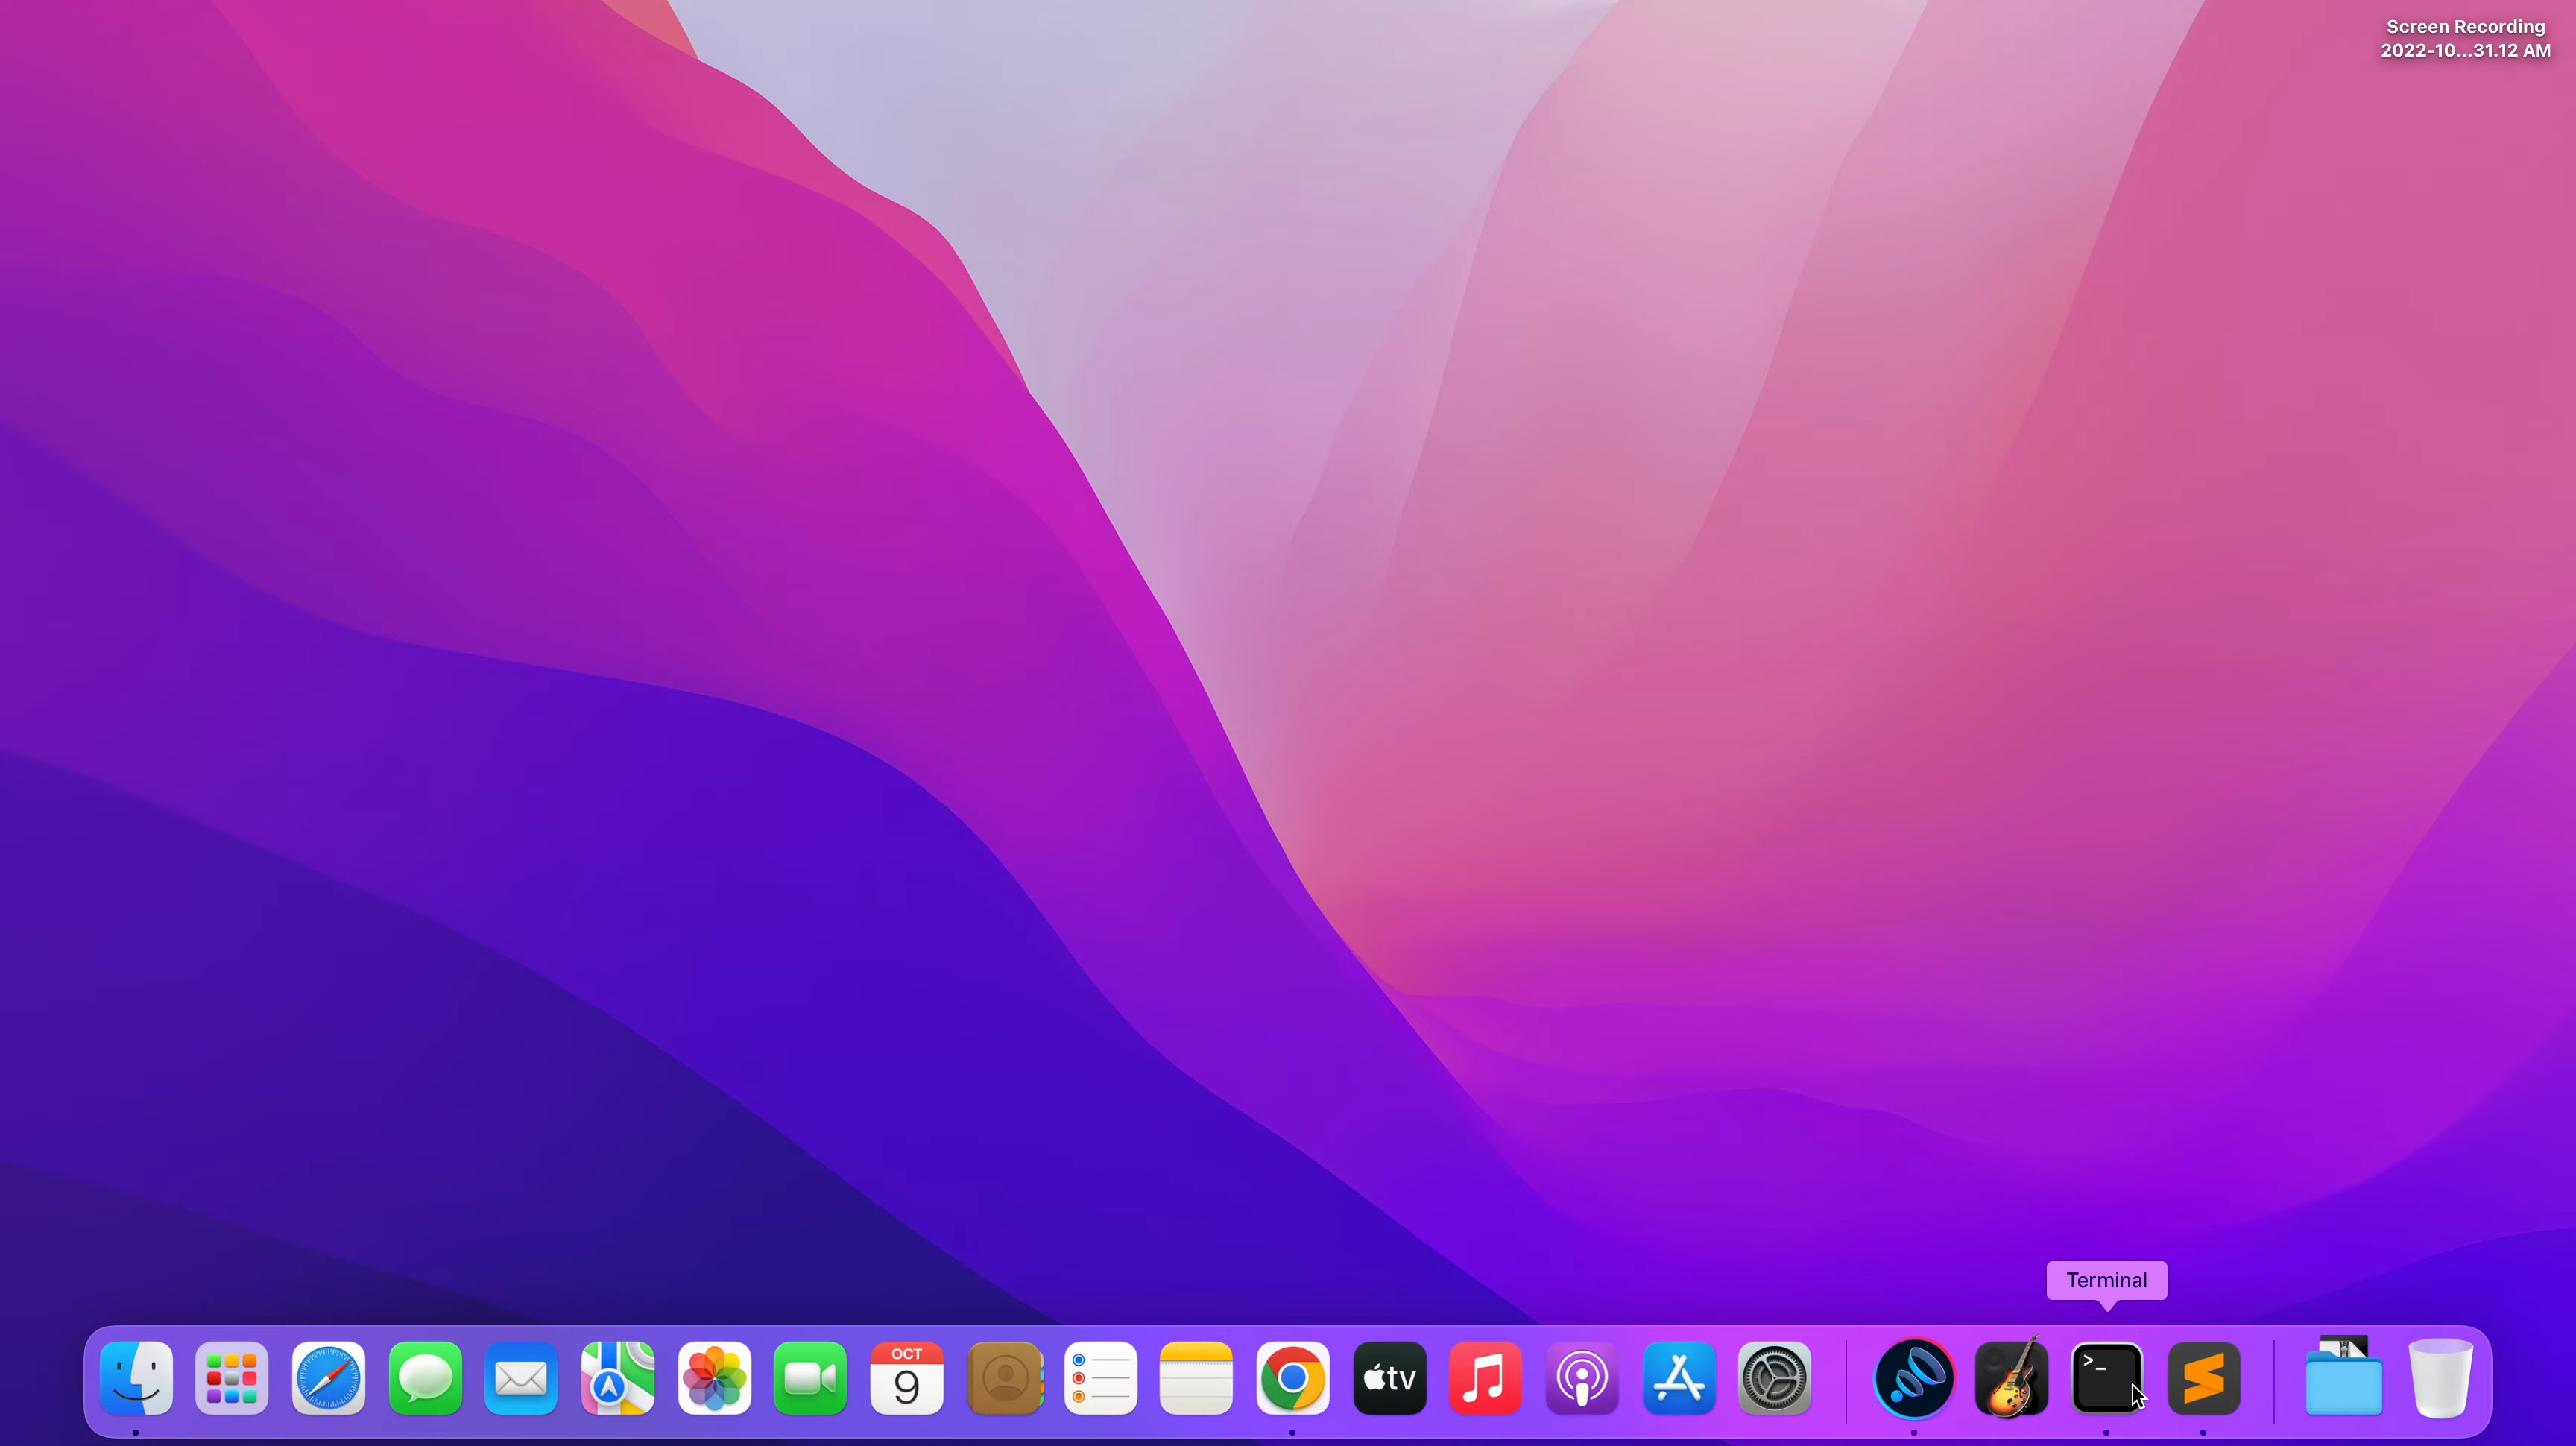 Screen Recording
2022-10...31.12 AM
Terminal
OCT
9
tv
>_